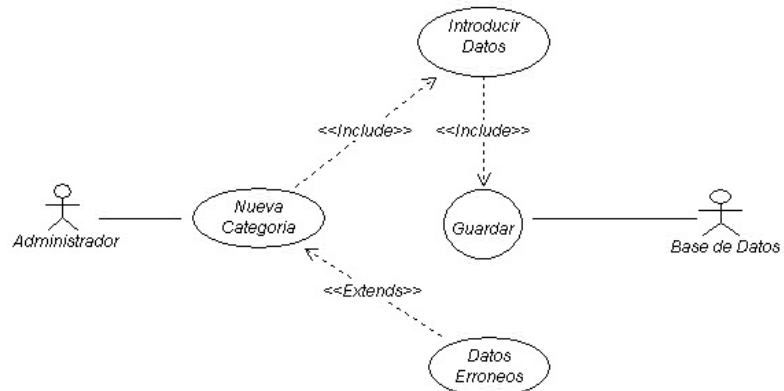 Introducir
Datos
<<Include>>
<<Include>>
Nueva
Categoria
Guardar
Administrador
Base de Datos
<<Extends>>
Datos
Erroneos